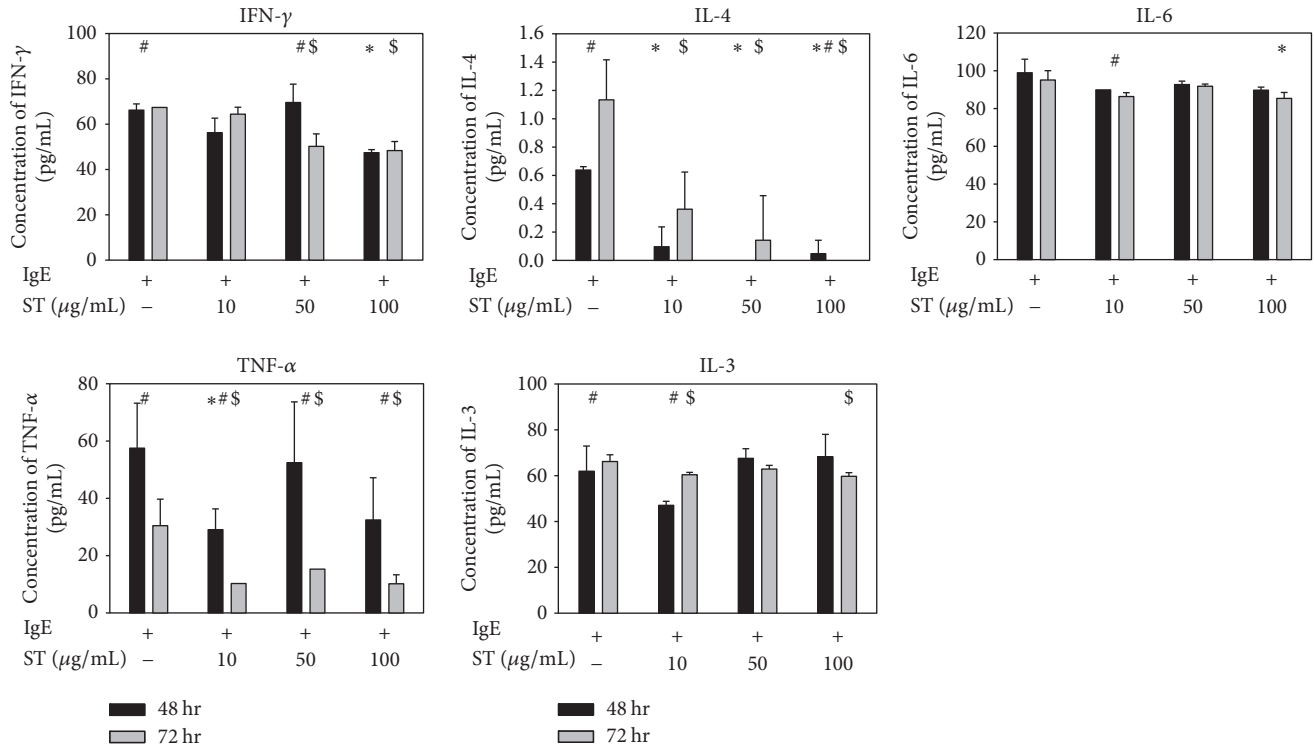 IFN-γ
Concentration of IFN-γ
(pg/mL)
100
80
60
40
20
0
# # $ * $
IgE + + + +
ST (μg/mL) – 10 50 100
IL-4
Concentration of IL-4
(pg/mL)
1.6
1.4
1.2
1.0
0.8
0.6
0.4
0.2
0.0
# * $ * $ *# $
IgE + + + +
ST (μg/mL) – 10 50 100
IL-6
Concentration of IL-6
(pg/mL)
120
100
80
60
40
20
0
# *
IgE + + + +
ST (μg/mL) – 10 50 100
TNF-α
Concentration of TNF-α
(pg/mL)
80
60
40
20
0
# *# $ # $ # $
IgE + + + +
ST (μg/mL) – 10 50 100
IL-3
Concentration of IL-3
(pg/mL)
100
80
60
40
20
0
# # $ $
IgE + + + +
ST (μg/mL) – 10 50 100
48 hr
72 hr
48 hr
72 hr